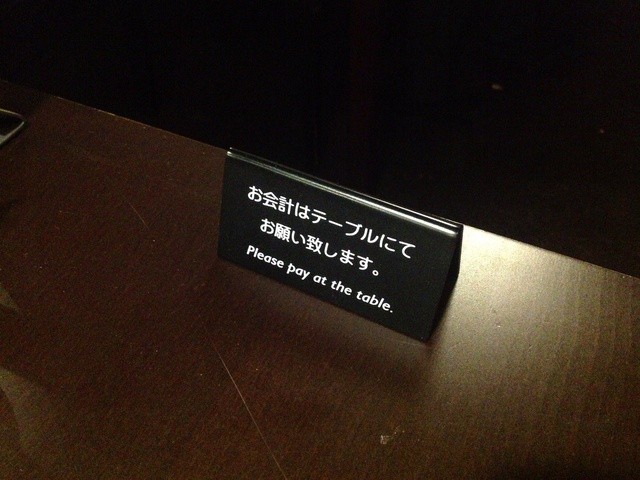 お会計はテーブルにて
お願い致します。
Please pay at the table.